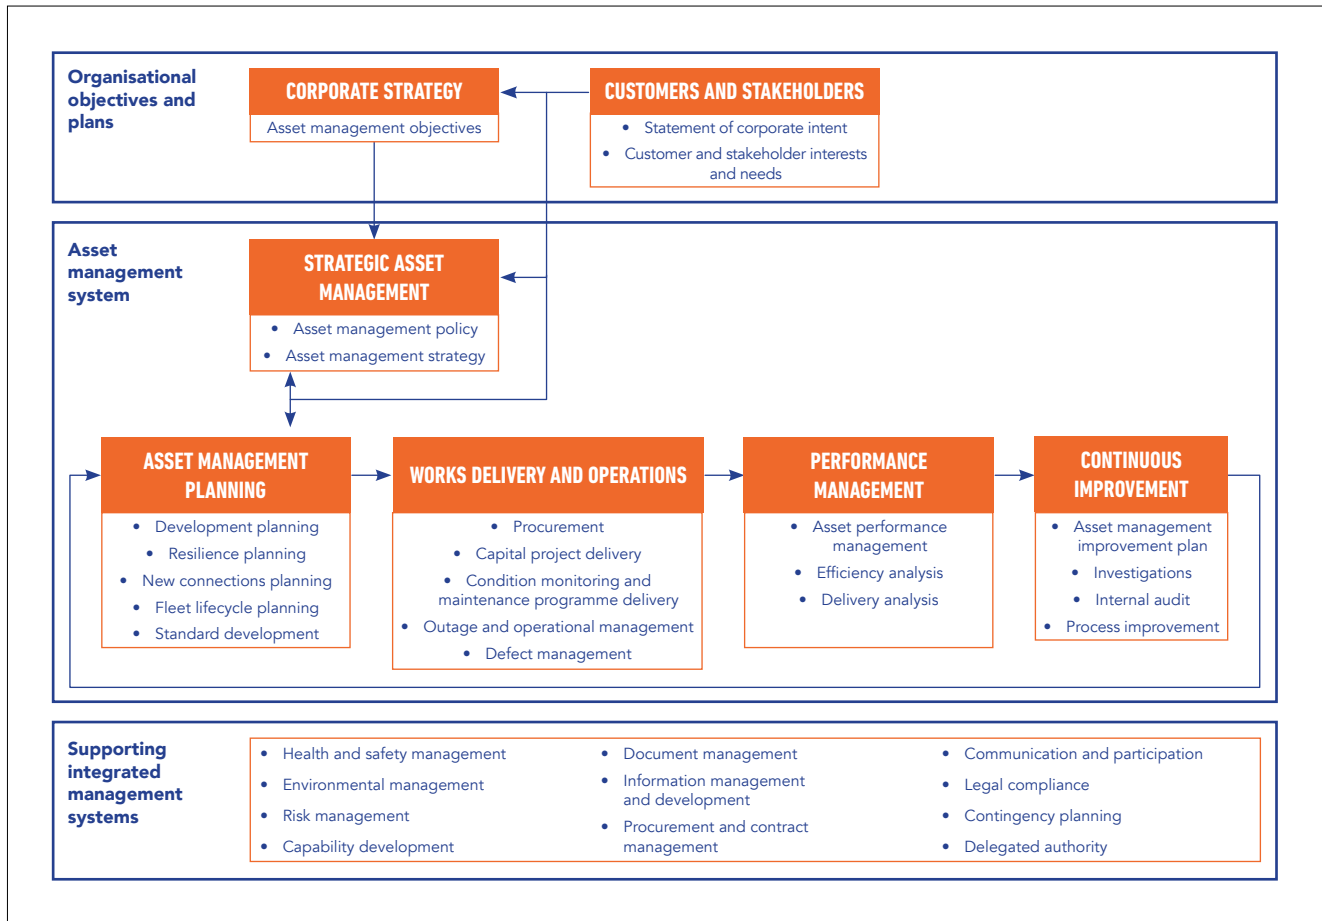 Organisational
objectives and
plans
CORPORATE STRATEGY
Asset management objectives
CUSTOMERS AND STAKEHOLDERS
• Statement of corporate intent
• Customer and stakeholder interests
and needs
Asset
management
system
STRATEGIC ASSET
MANAGEMENT
• Asset management policy
• Asset management strategy
ASSET MANAGEMENT
PLANNING
• Development planning
• Resilience planning
• New connections planning
• Fleet lifecycle planning
• Standard development
WORKS DELIVERY AND OPERATIONS
• Procurement
• Capital project delivery
• Condition monitoring and
maintenance programme delivery
• Outage and operational management
• Defect management
PERFORMANCE
MANAGEMENT
• Asset performance
management
• Efficiency analysis
• Delivery analysis
CONTINUOUS
IMPROVEMENT
• Asset management
improvement plan
• Investigations
• Internal audit
• Process improvement
Supporting
integrated
management
systems
• Health and safety management
• Environmental management
• Risk management
• Capability development
• Document management
• Information management
and development
• Procurement and contract
management
• Communication and participation
• Legal compliance
• Contingency planning
• Delegated authority